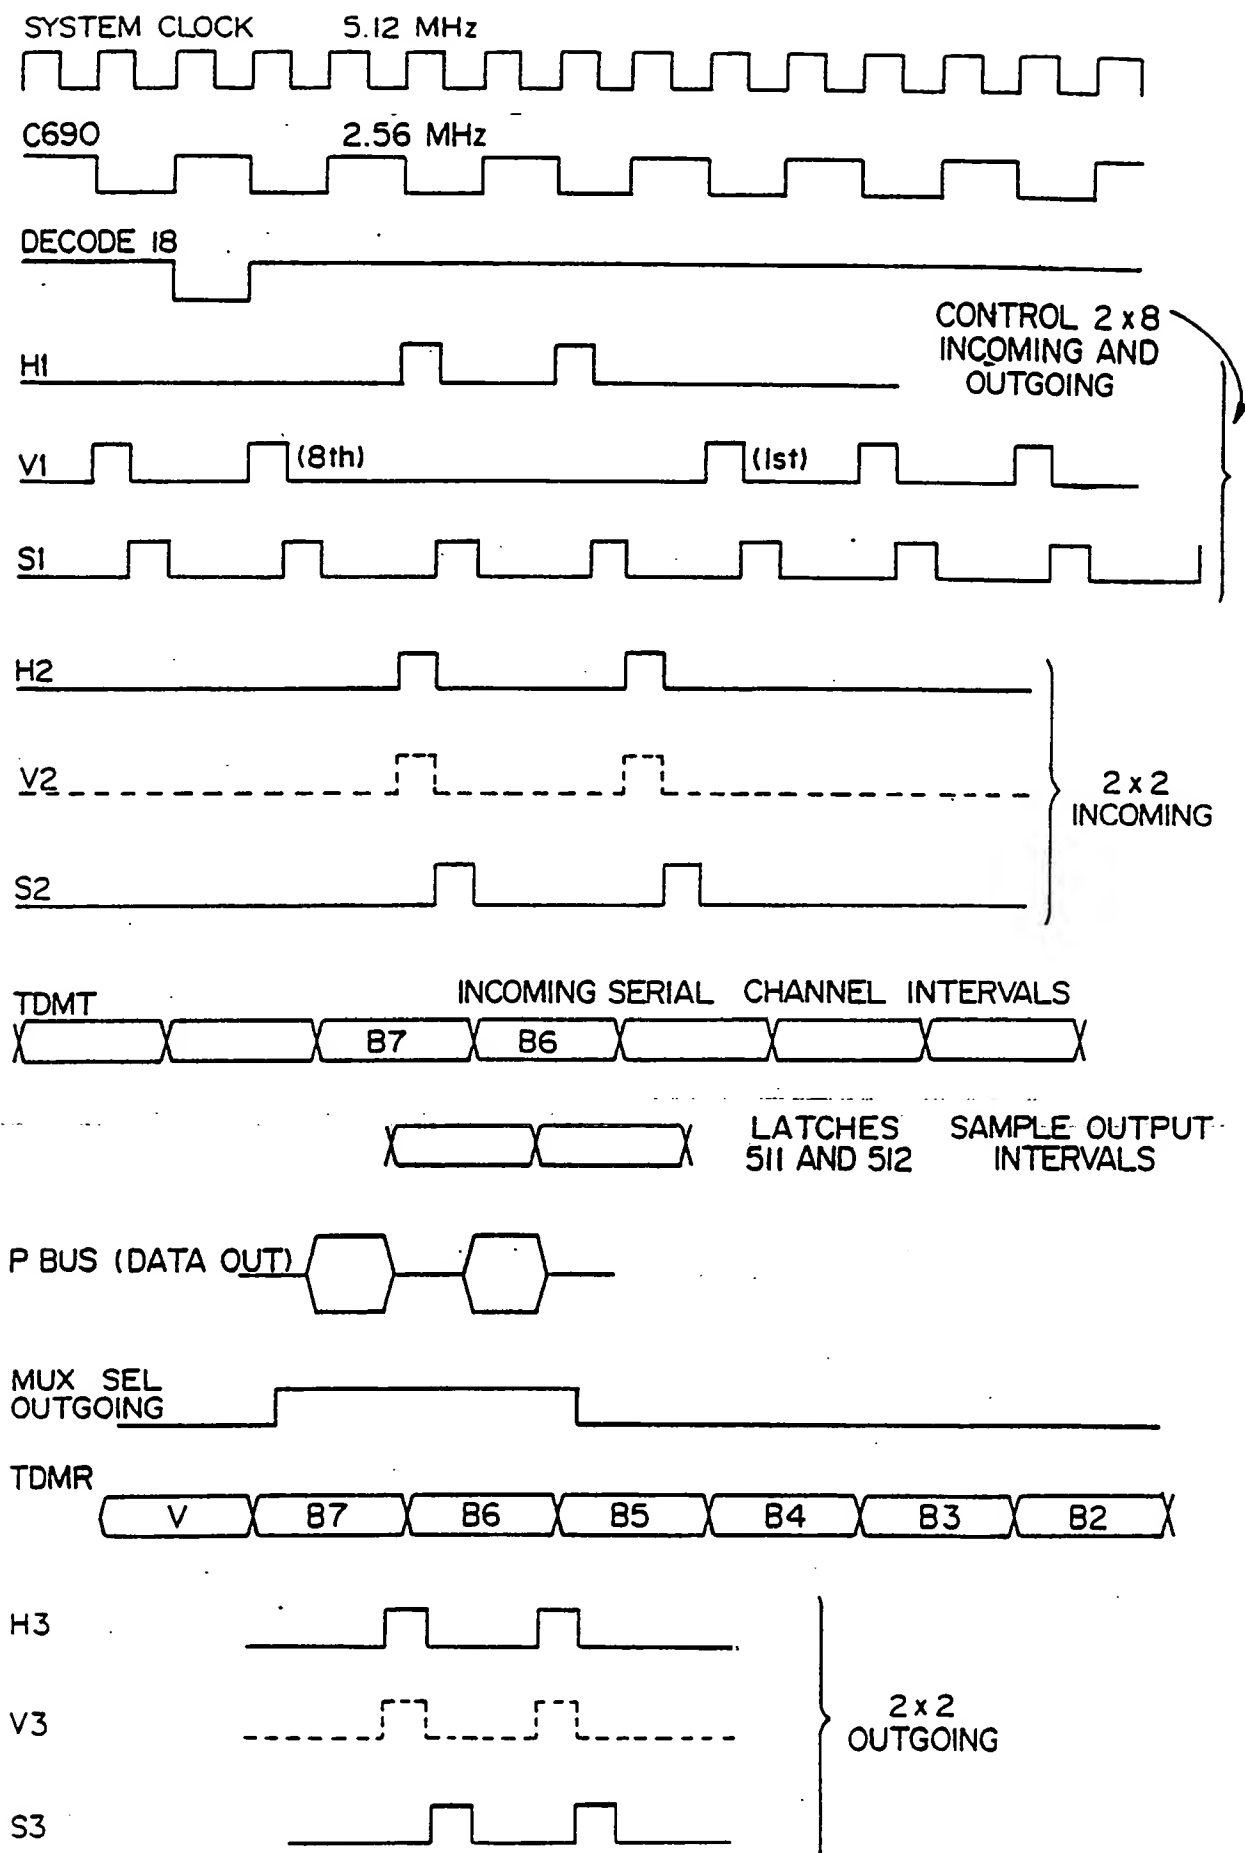 SYSTEM CLOCK 5.12 MHz
C690 2.56 MHz
DECODE 18
CONTROL 2 x 8
INCOMING AND
OUTGOING
H1
V1 (8th) (1st)
S1
H2
V2
2 x 2
INCOMING
S2
TDMT INCOMING SERIAL CHANNEL INTERVALS
B7 B6
LATCHES SAMPLE OUTPUT
511 AND 512 INTERVALS
P BUS (DATA OUT)
MUX SEL
OUTGOING
TDMR
V B7 B6 B5 B4 B3 B2
H3
V3
2 x 2
OUTGOING
S3